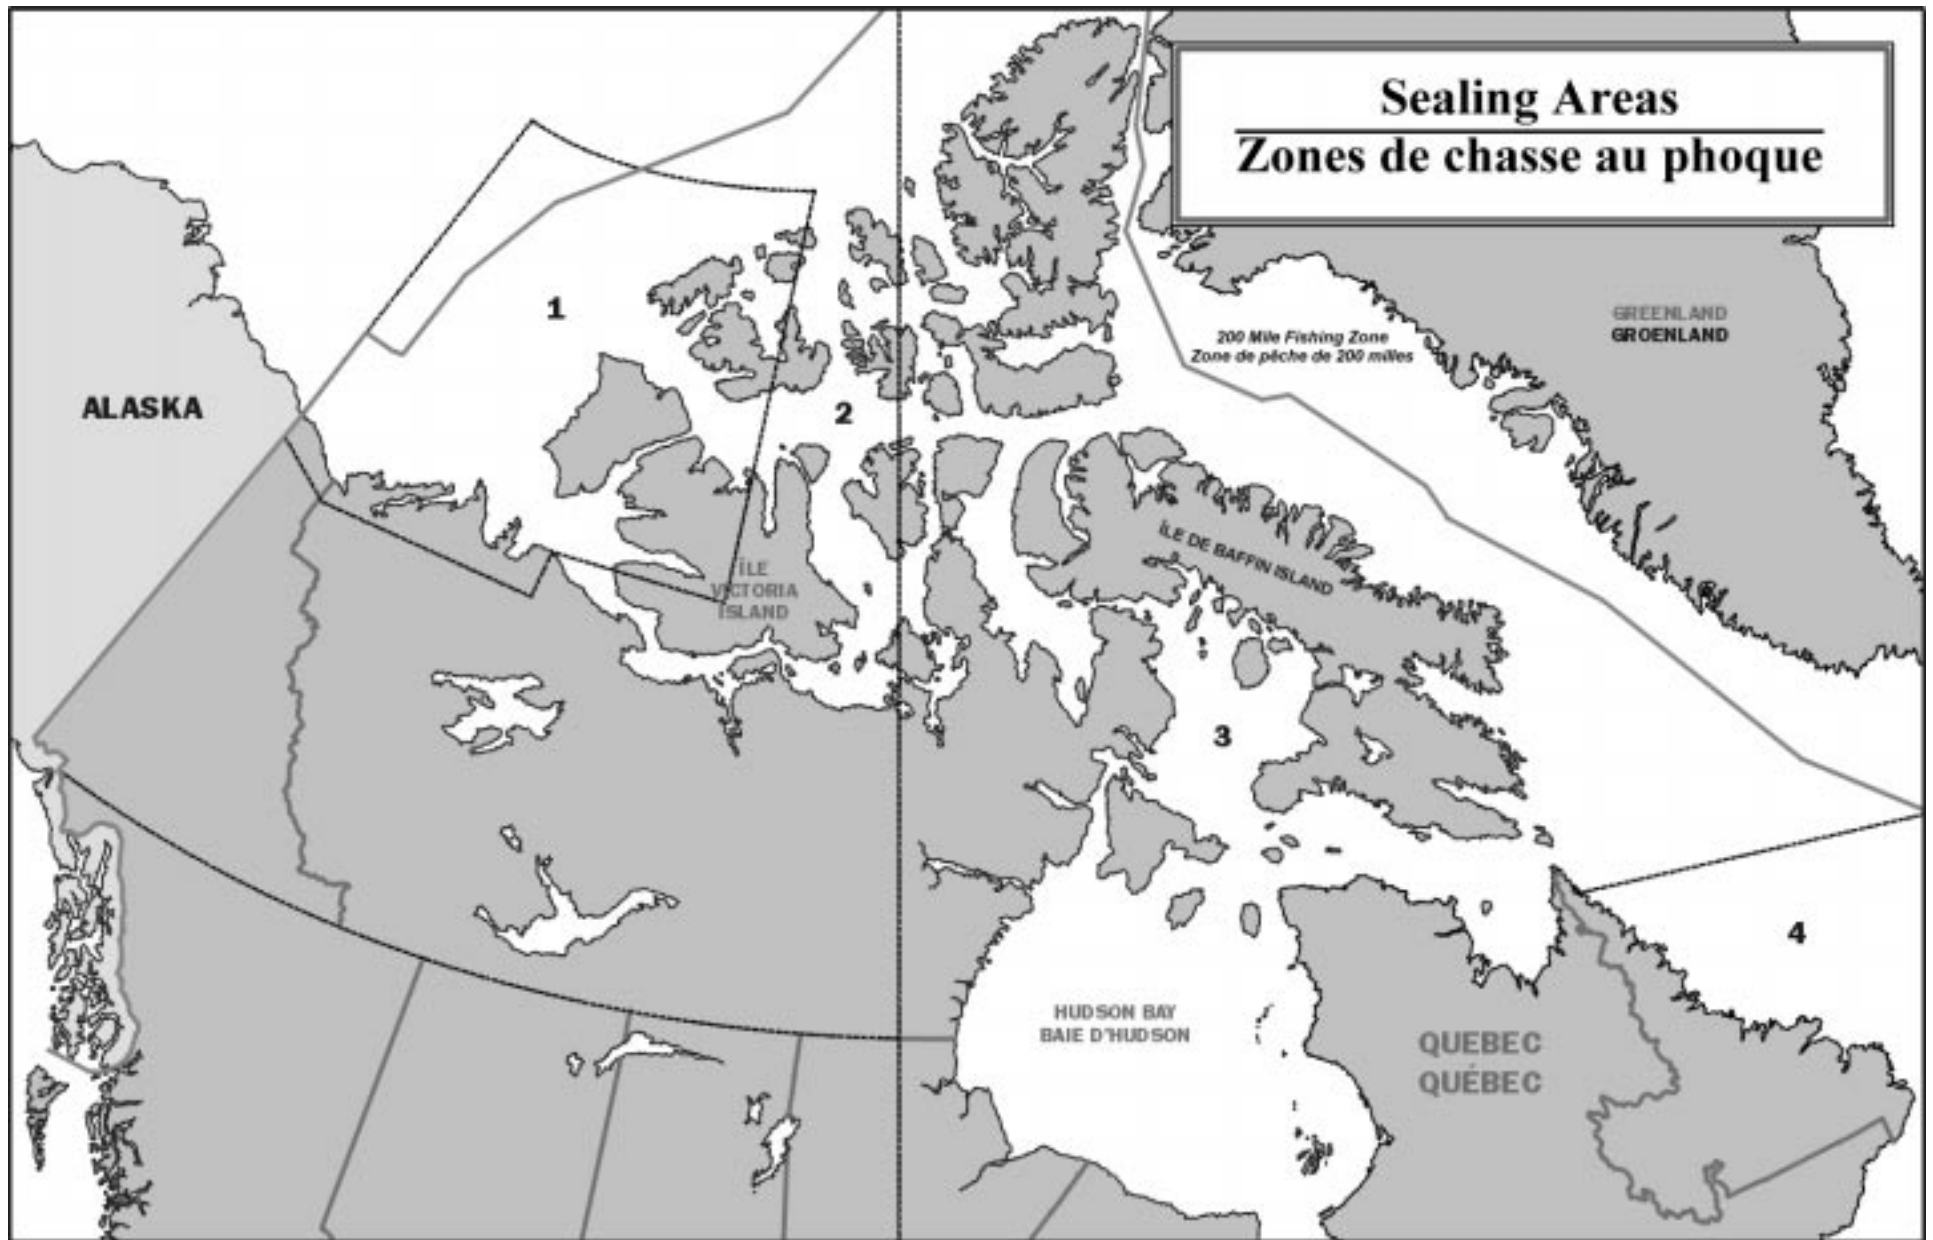 Sealing Areas
Zones de chasse au phoque
1
GREENLAND
GROENLAND
200 Mile Fishing Zone
Zone de pêche de 200 milles
ALASKA
2
ÎLE DE BAFFIN ISLAND
ÎLE
VICTORIA
ISLAND
3
4
HUDSON BAY
BAIE D'HUDSON
QUEBEC
QUÉBEC